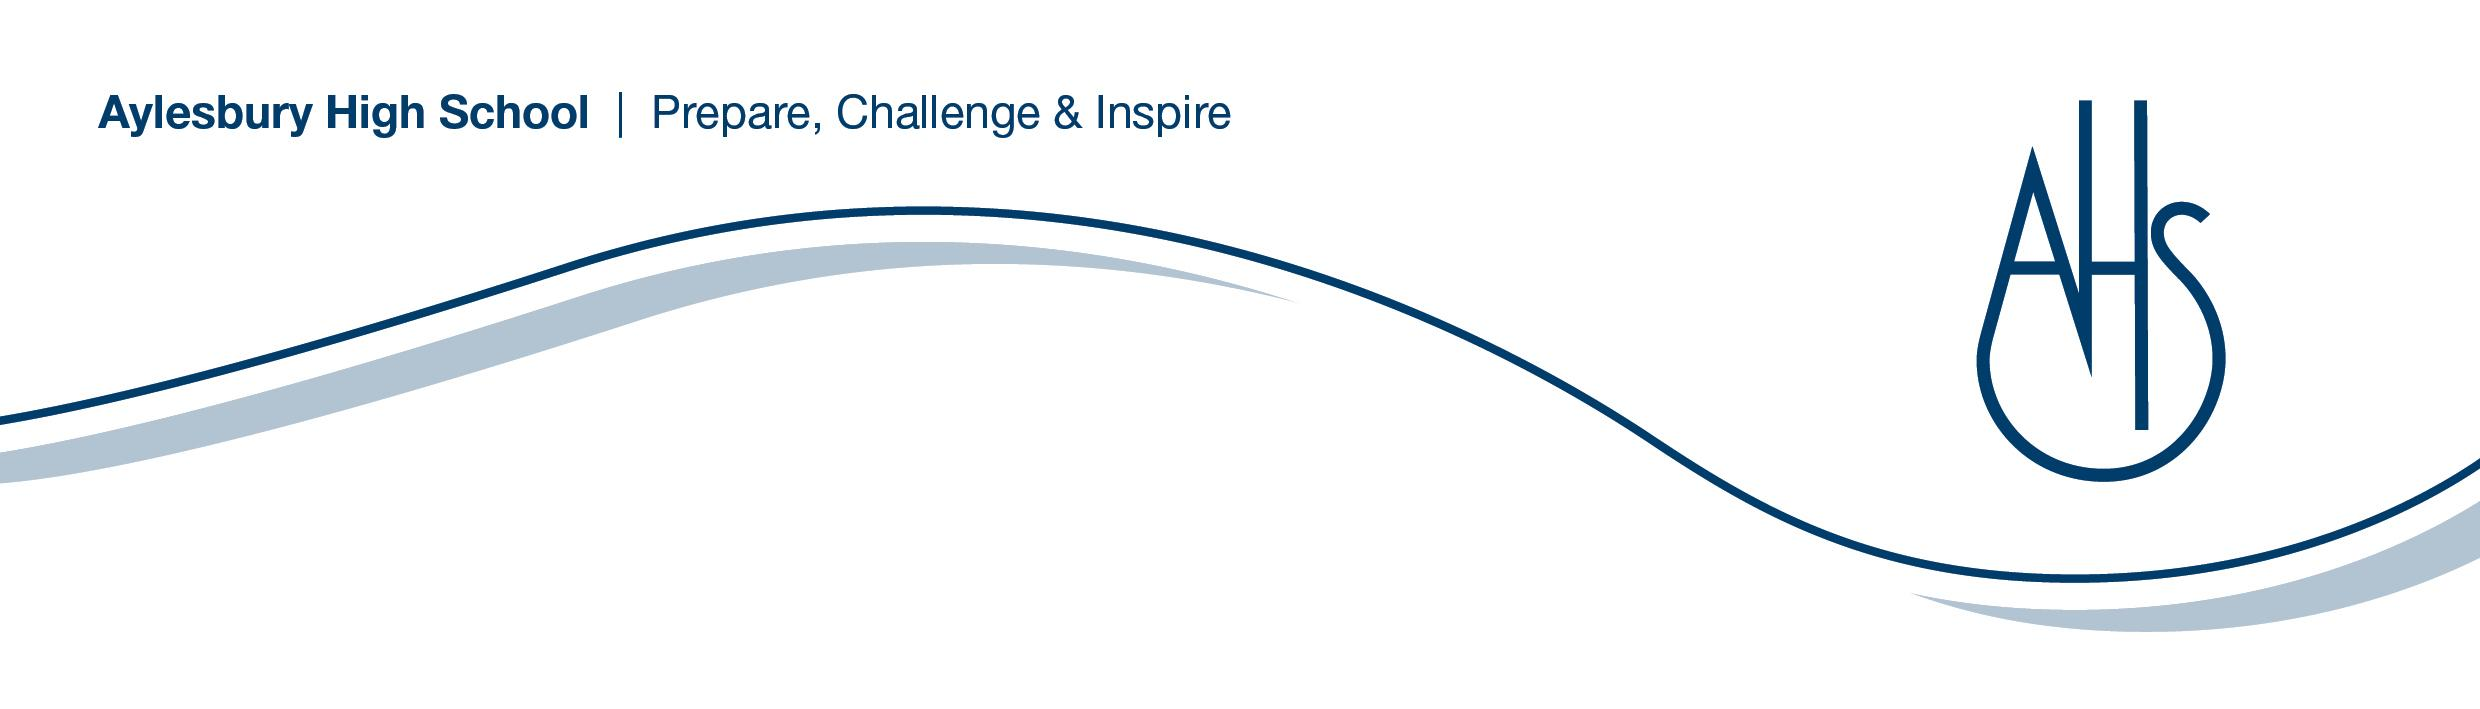 Aylesbury High School | Prepare, Challenge & Inspire
AHS